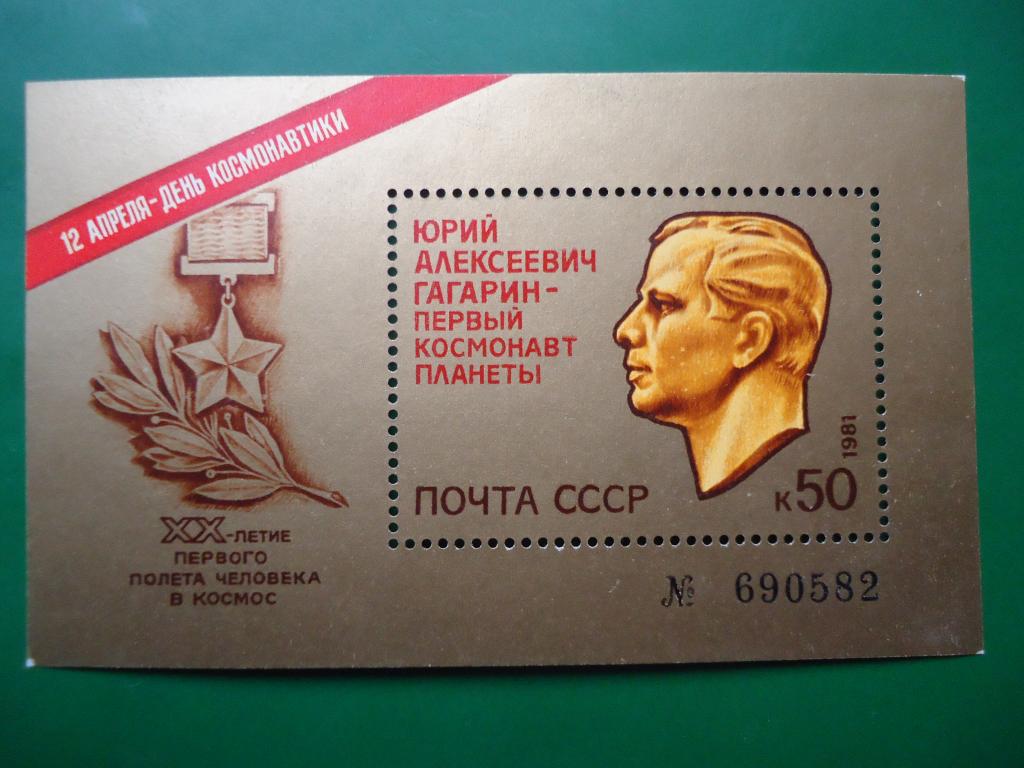 12 АПРЕЛЯ-ДЕНЬ КОСМОНАВТИКИ
ЮРИЙ
АЛЕКСЕЕВИЧ
ГАГАРИН-
ПЕРВЫЙ
КОСМОНАВТ
ПЛАНЕТЫ
1981
ПОЧТА СССР
к50
XX-ЛЕТИЕ
ПЕРВОГО
ПОЛЕТА ЧЕЛОВЕКА
В КОСМОС
№ 690582